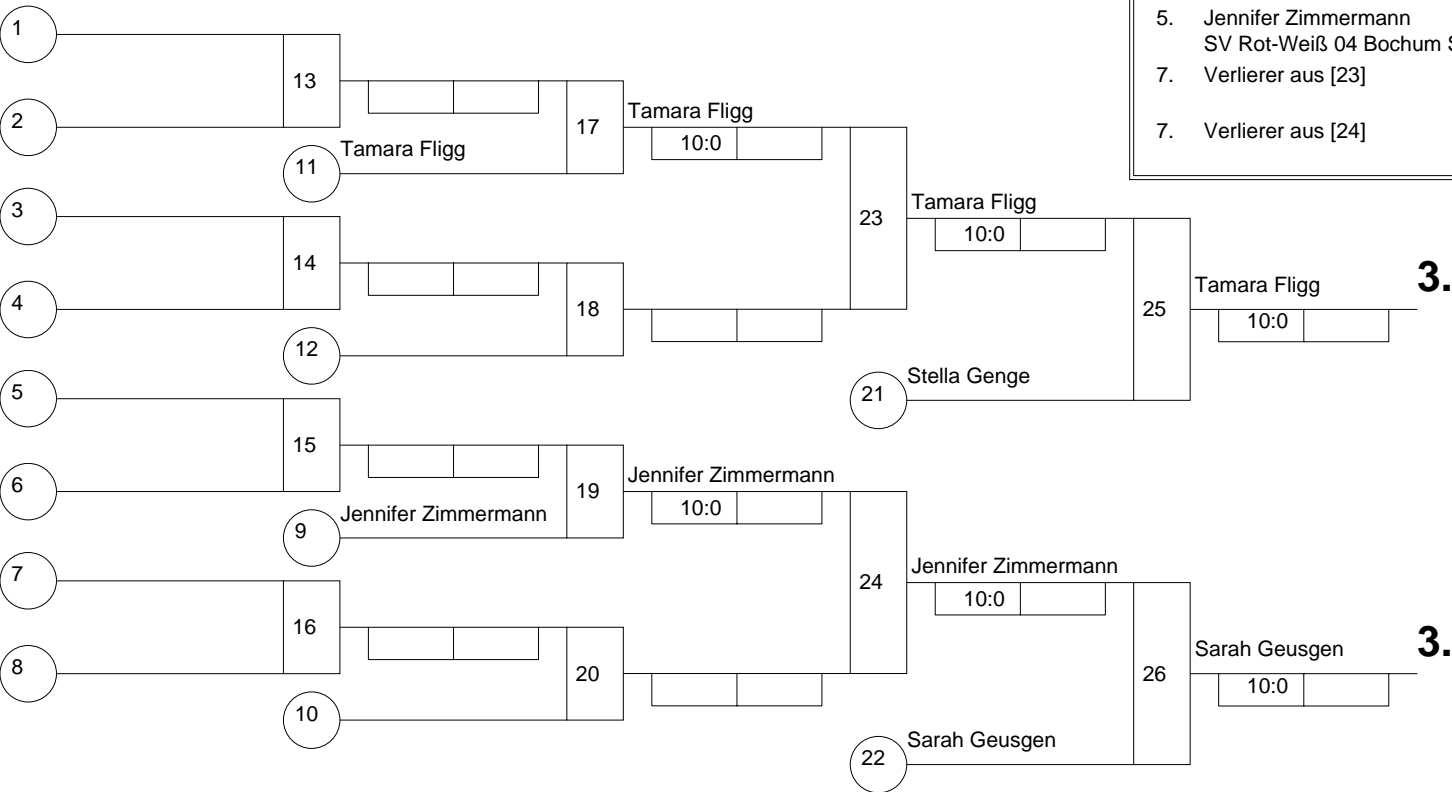 1
5. Jennifer Zimmermann
SV Rot-Weiß 04 Bochum
13
7. Verlierer aus [23]
2
17
Tamara Fligg
10:0
7. Verlierer aus [24]
11
Tamara Fligg
3
23
Tamara Fligg
10:0
14
4
18
25
Tamara Fligg
3.
10:0
12
5
21
Stella Genge
15
6
19
Jennifer Zimmermann
10:0
9
Jennifer Zimmermann
7
24
Jennifer Zimmermann
10:0
16
8
20
26
Sarah Geusgen
3.
10:0
10
22
Sarah Geusgen